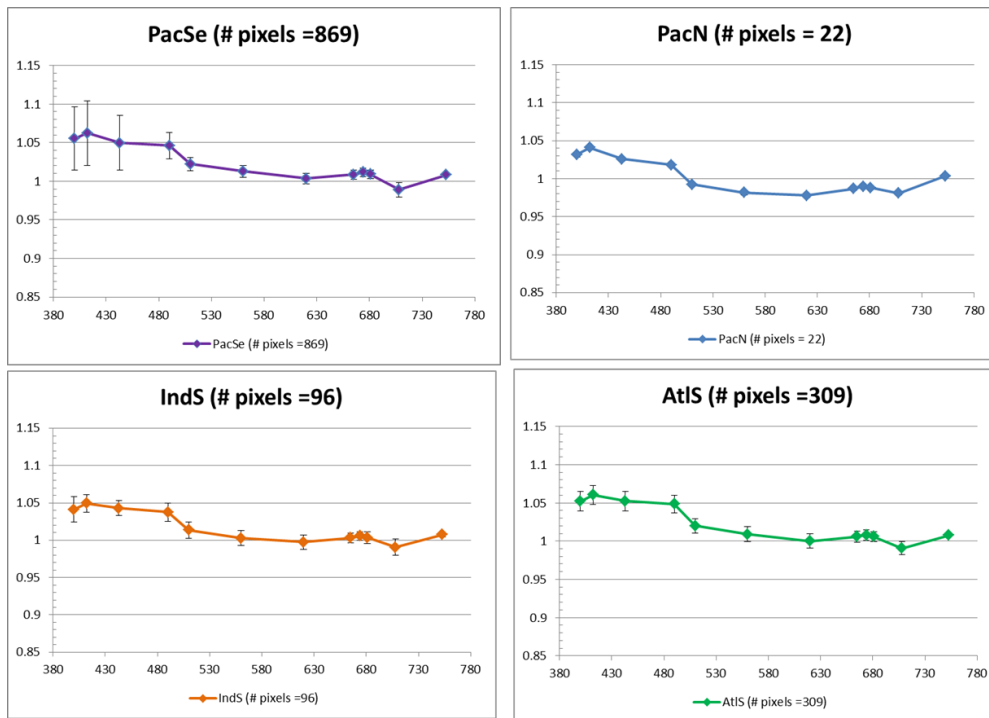 PacSe (# pixels =869)
1.15
1.1
1.05
1
0.95
0.9
0.85
380 430 480 530 580 630 680 730 780
PacSe (# pixels =869)
PacN (# pixels = 22)
1.15
1.1
1.05
1
0.95
0.9
0.85
380 430 480 530 580 630 680 730 780
PacN (# pixels = 22)
IndS (# pixels =96)
1.15
1.1
1.05
1
0.95
0.9
0.85
380 430 480 530 580 630 680 730 780
IndS (# pixels =96)
AtlS (# pixels =309)
1.15
1.1
1.05
1
0.95
0.9
0.85
380 430 480 530 580 630 680 730 780
AtlS (# pixels =309)